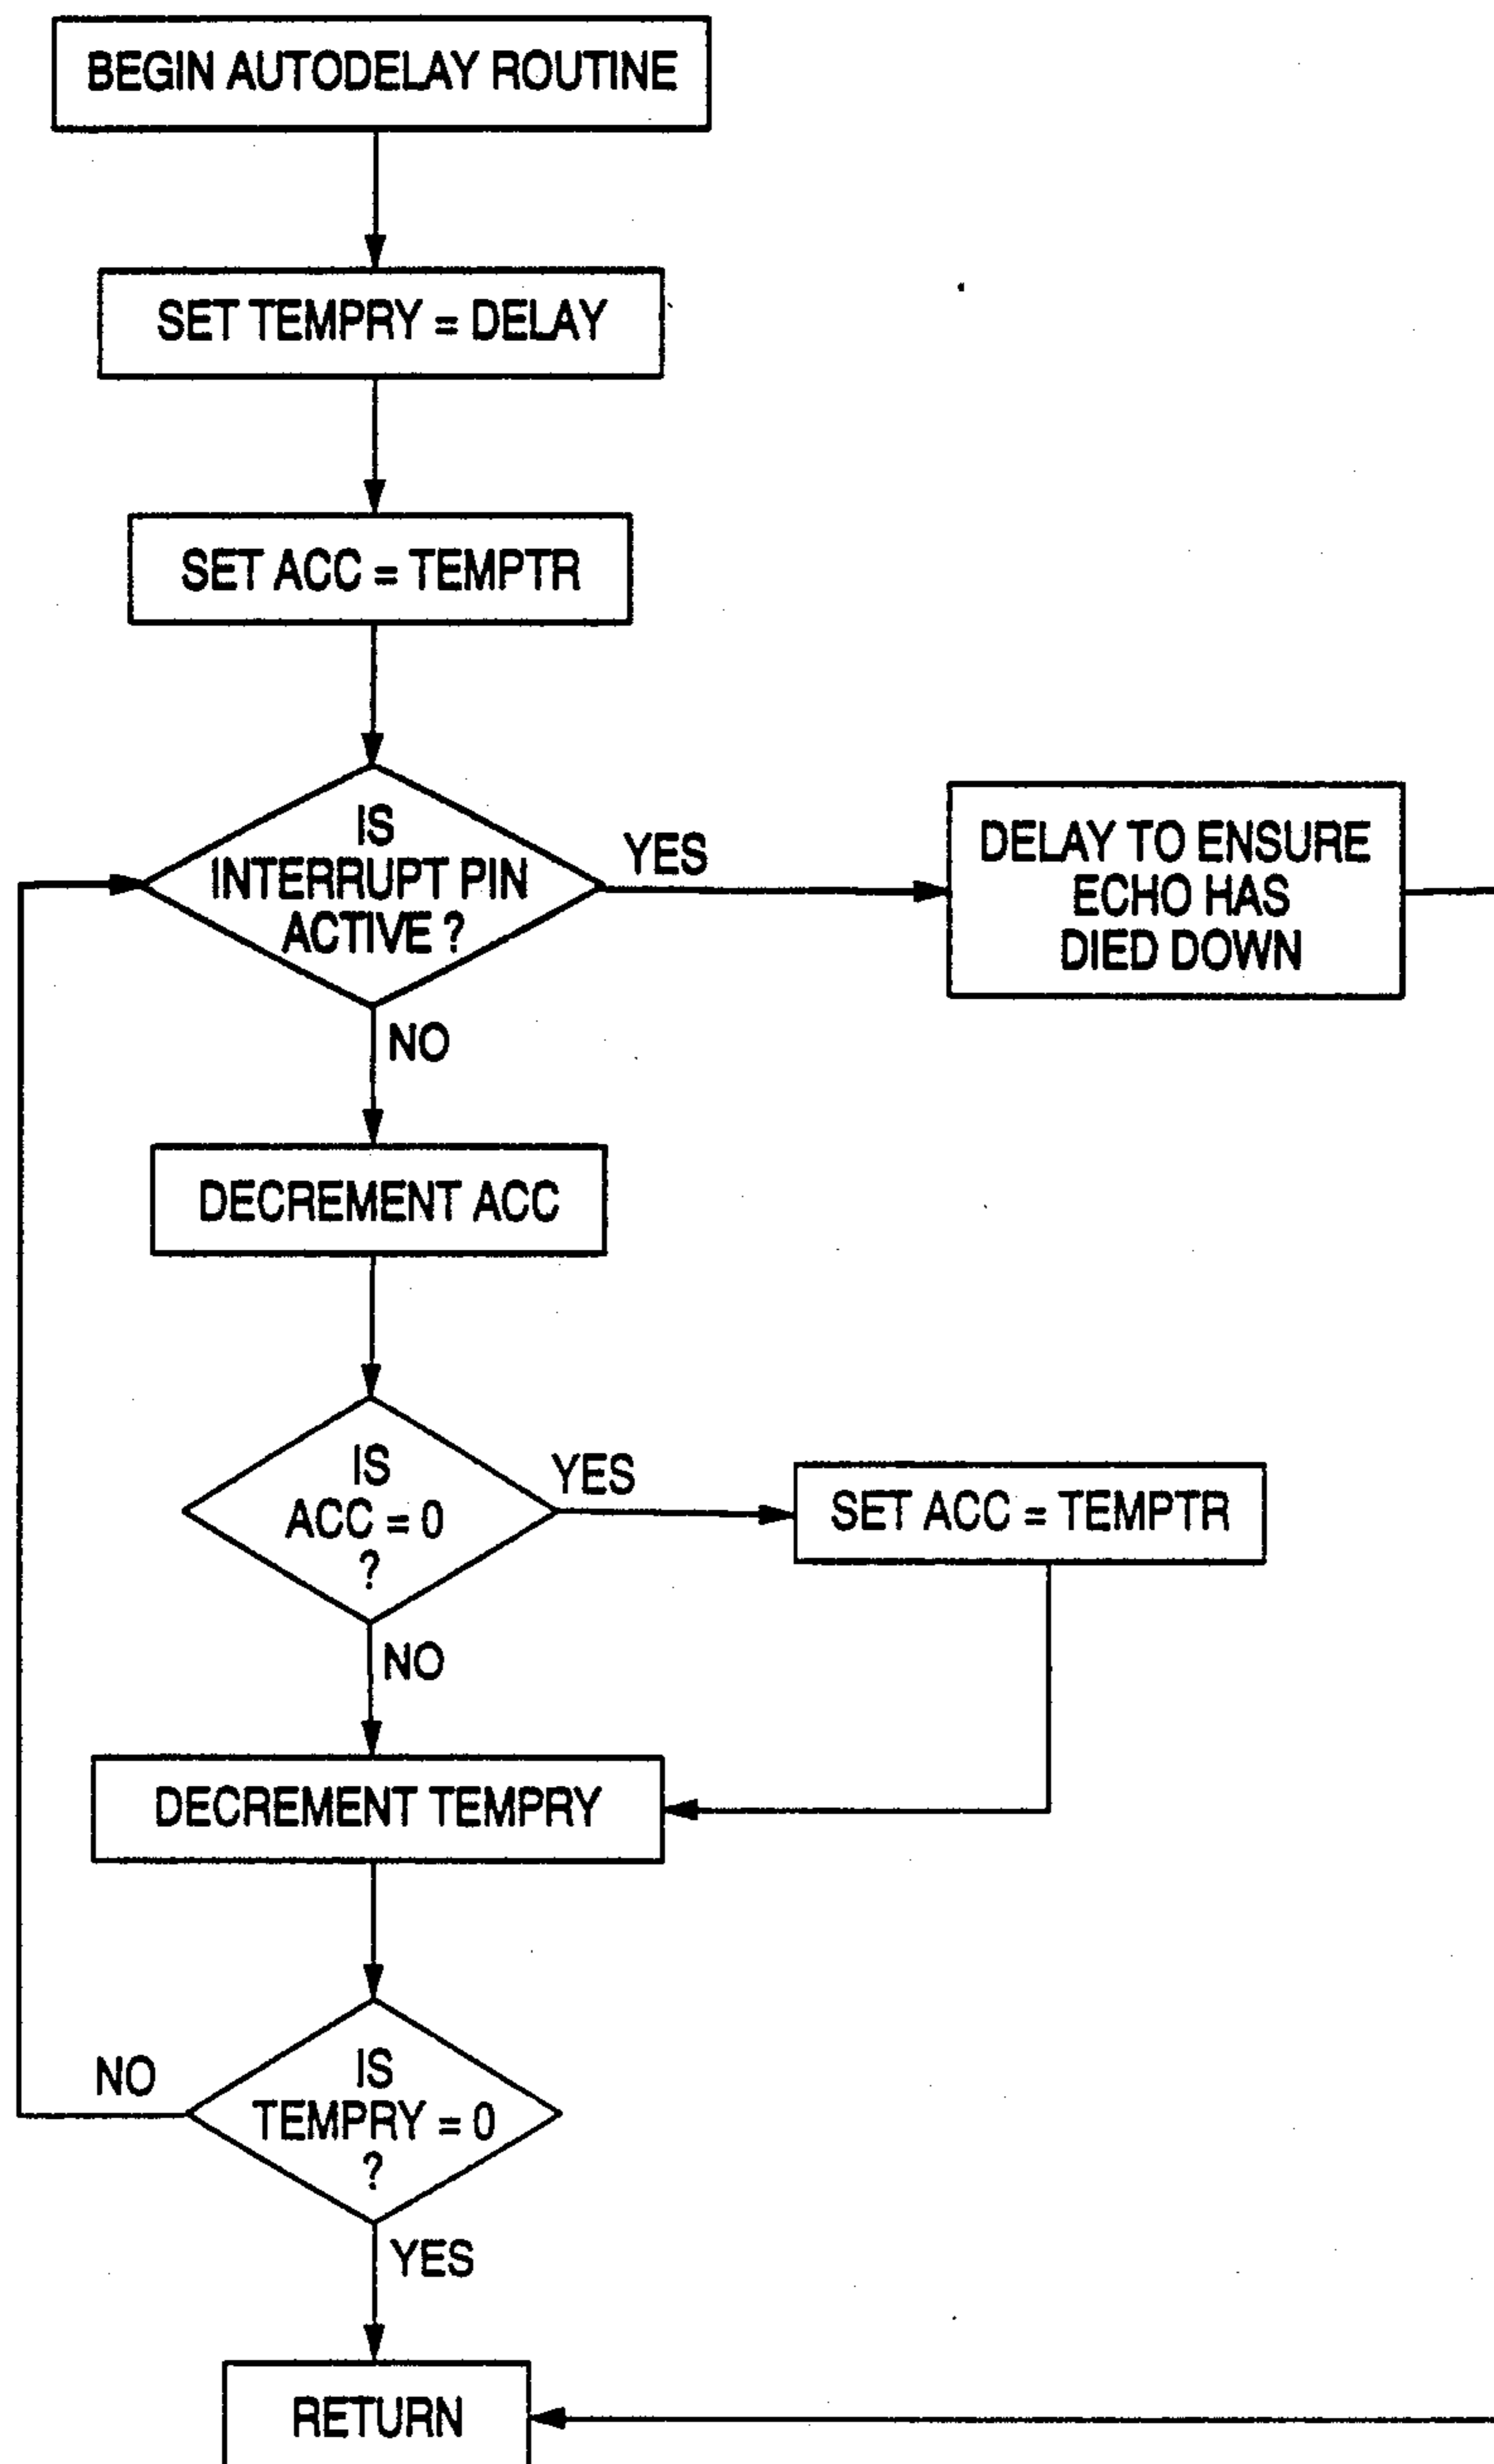 BEGIN AUTODELAY ROUTINE
SET TEMPRY = DELAY
SET ACC = TEMPTR
IS
INTERRUPT PIN
ACTIVE ?
YES
DELAY TO ENSURE
ECHO HAS
DIED DOWN
NO
DECREMENT ACC
IS
ACC = 0
?
YES
SET ACC = TEMPTR
NO
DECREMENT TEMPRY
IS
TEMPRY = 0
?
NO
YES
RETURN